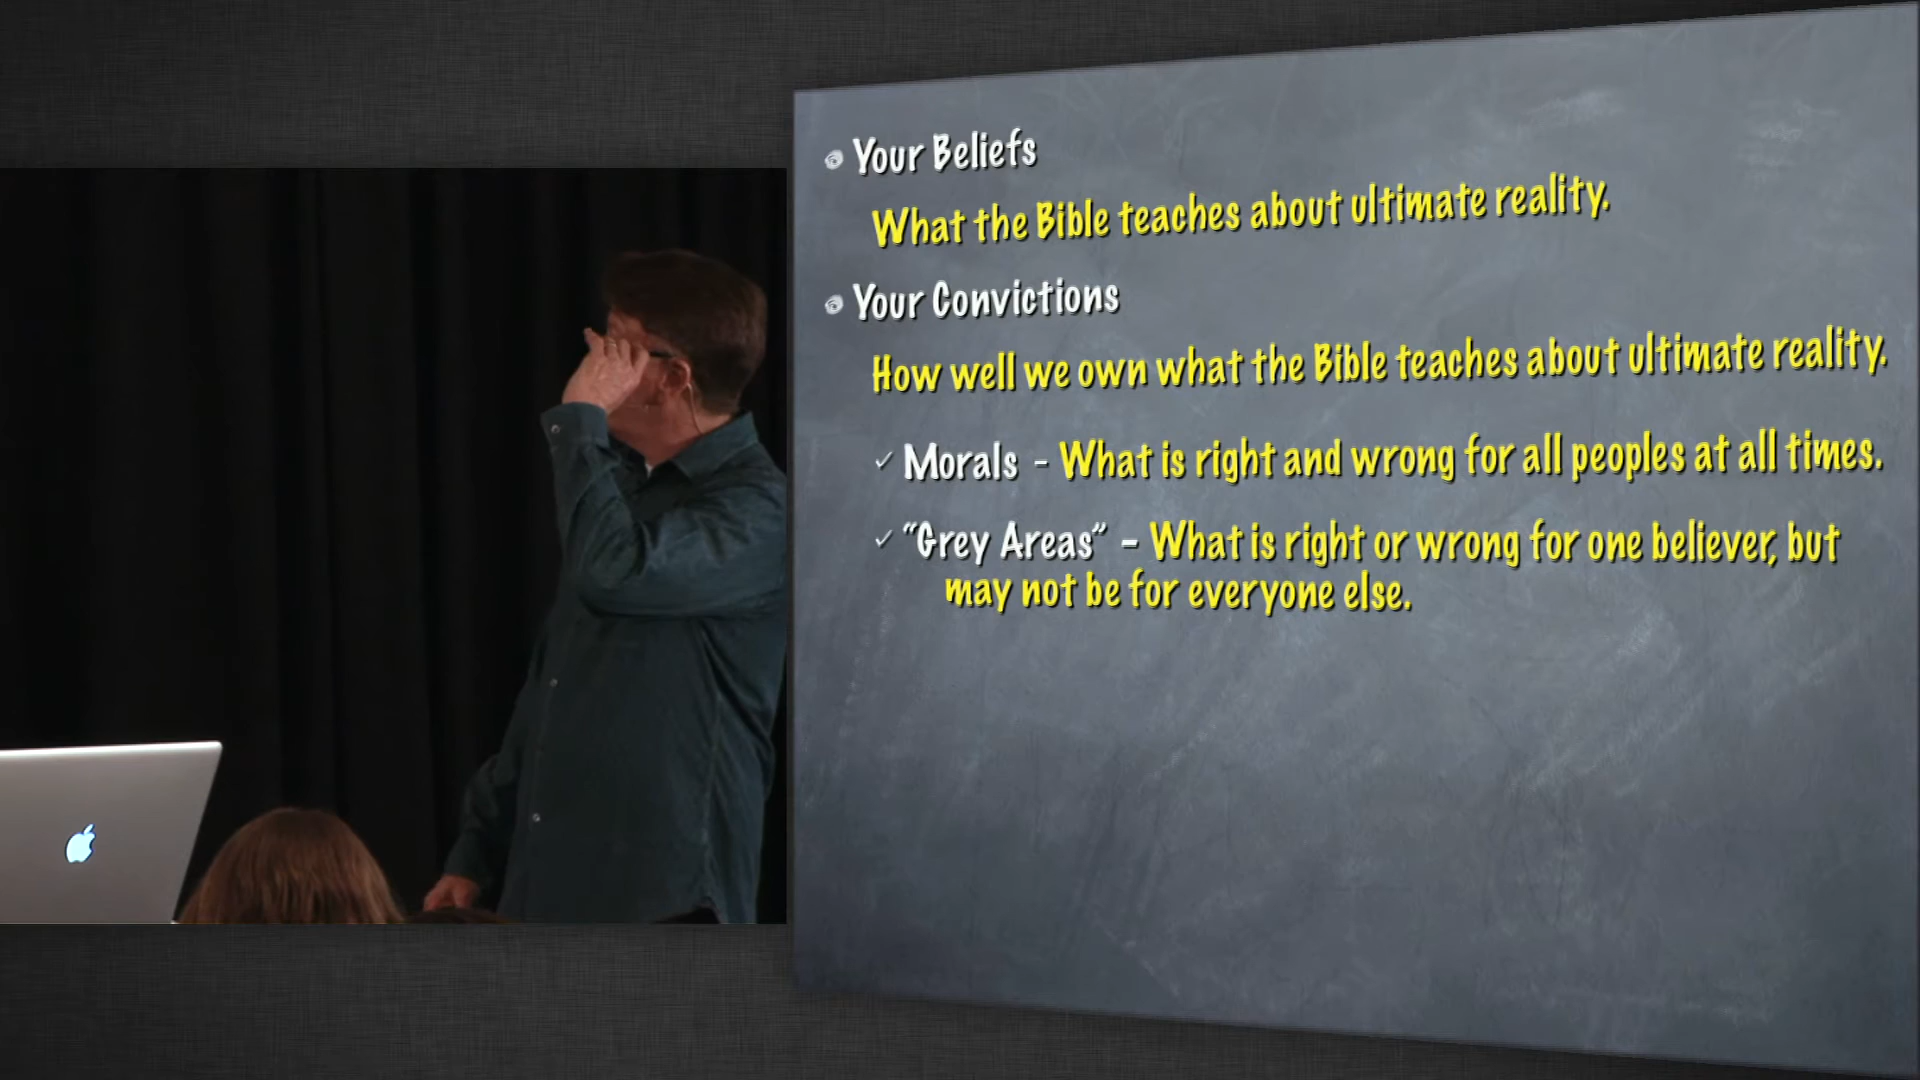 Your Beliefs
What the Bible teaches about ultimate reality.
Your Convictions
How well we own what the Bible teaches about ultimate reality.
✓ Morals - What is right and wrong for all peoples at all times.
✓ “Grey Areas” - What is right or wrong for one believer, but
may not be for everyone else.